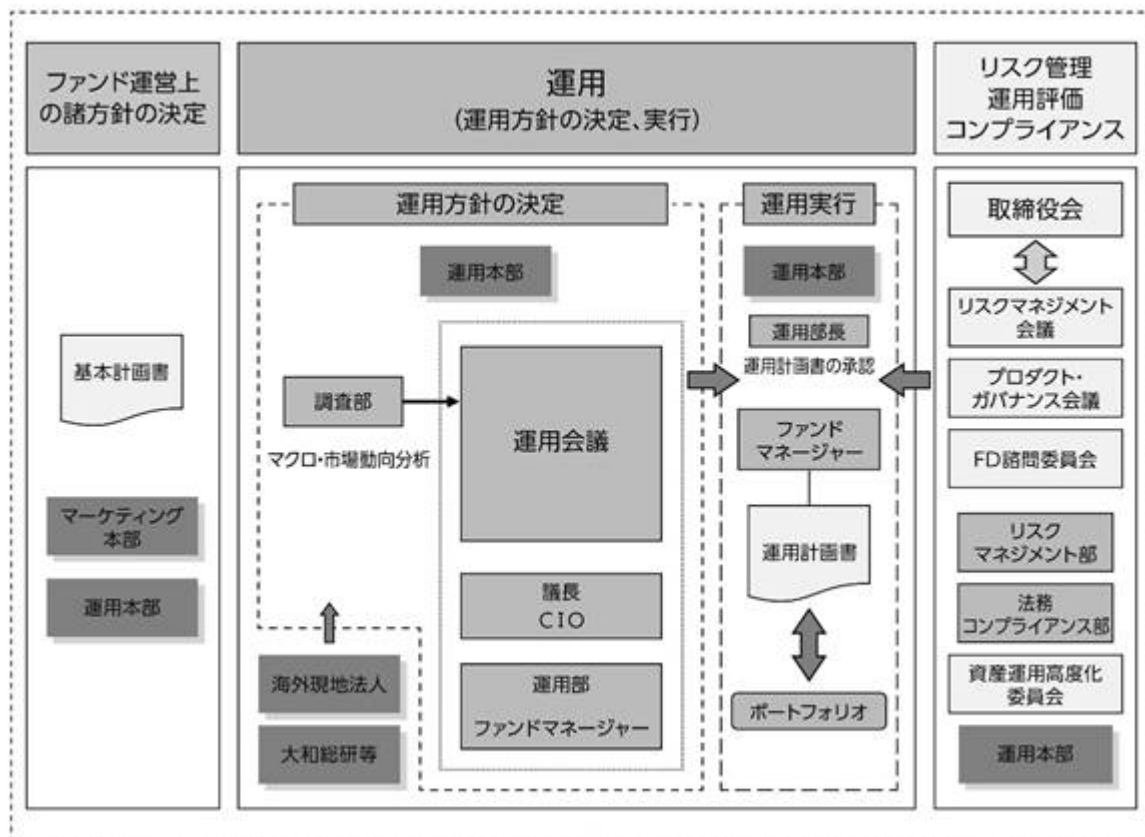 ファンド運営上
の諸方針の決定
運用
(運用方針の決定、実行)
リスク管理
運用評価
コンプライアンス
基本計画書
マーケティング
本部
運用本部
運用方針の決定
運用本部
調査部
マクロ・市場動向分析
運用会議
議長
CIO
運用部
ファンドマネージャー
海外現地法人
大和総研等
運用実行
運用本部
運用部長
運用計画書の承認
ファンド
マネージャー
運用計画書
ポートフォリオ
取締役会
リスクマネジメント
会議
プロダクト・
ガバナンス会議
FD諮問委員会
リスク
マネジメント部
法務
コンプライアンス部
資産運用高度化
委員会
運用本部